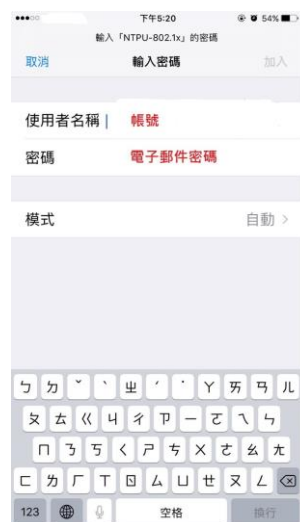 下午5:20 54%
輸入「NTPU-802.1x」的密碼
取消 輸入密碼 加入
使用者名稱 帳號
密碼 電子郵件密碼
模式 自動
ㄅ ㄉ ˇ ˋ ㄓ ˊ ˙ ㄚ ㄞ ㄢ ㄦ
ㄆ ㄊ ㄍ ㄐ ㄔ ㄗ ㄧ ㄛ ㄟ ㄣ
ㄇ ㄋ ㄎ ㄑ ㄕ ㄘ ㄨ ㄜ ㄠ ㄤ
ㄈ ㄌ ㄏ ㄒ ㄖ ㄙ ㄩ ㄝ ㄡ ㄥ
123 空格 換行